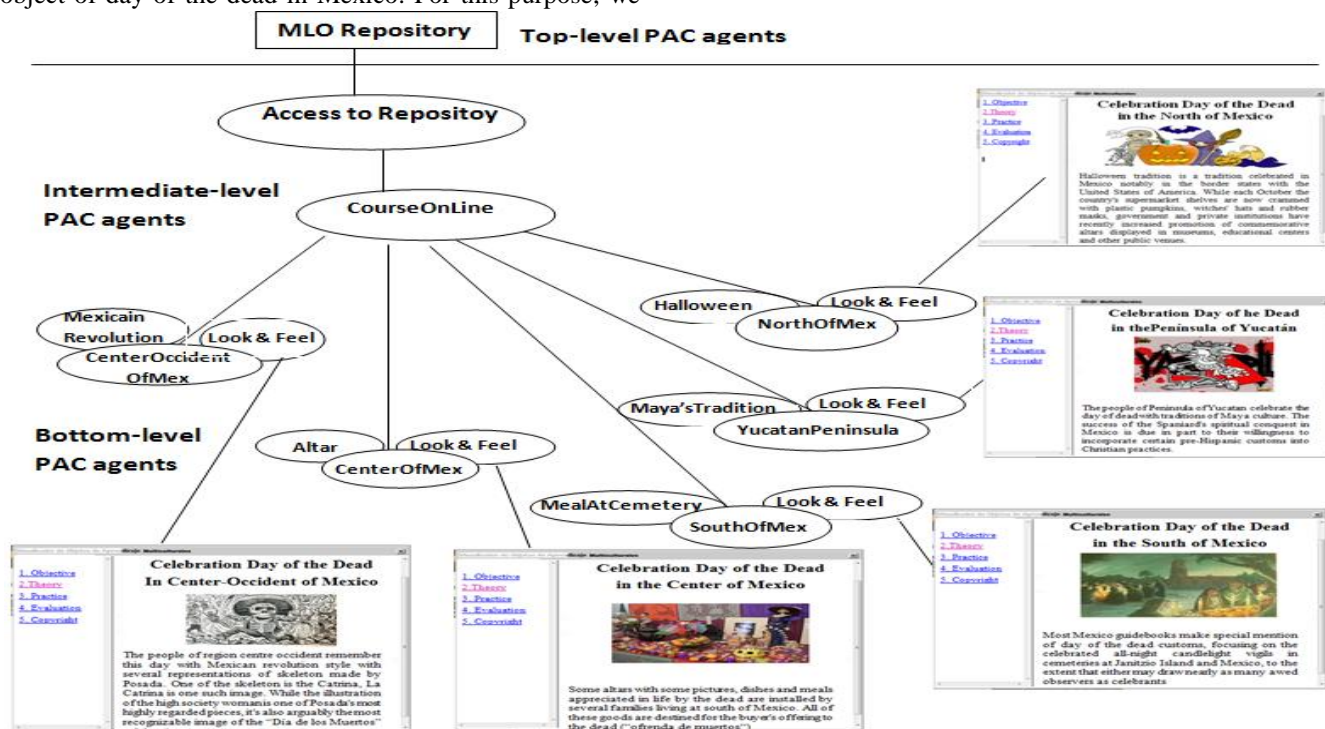 object of day of the dead in Mexico. For this purpose, we
MLO Repository
Top-level PAC agents
Access to Repositoy
Intermediate-level
PAC agents
CourseOnLine
1. Objective
2.Theory
3. Practice
4. Evaluation
5. Copyright
Celebration Day of the Dead
in the North of Mexico
Halloween tradition is a tradition celebrated in
Mexico notably in the border states with the
United States of America. While each October the
country's supermarket shelves are now crammed
with plastic pumpkins, witches' hats and rubber
masks, government and private institutions have
recently increased promotion of commemorative
altars displayed in museums, educational centers
and other public venues.
Halloween
Look & Feel
NorthOfMex
Mexicain
Revolution
Look & Feel
CenterOccident
OfMex
1. Objective
2.Theory
3. Practice
4. Evaluation
5. Copyright
Celebration Day of he Dead
in thePenínsula of Yucatán
The people of Peninsula of Yucatan celebrate the
day of dead with traditions of Maya culture. The
success of the Spaniard's spiritual conquest in
Mexico is due in part to their willingness to
incorporate certain pre-Hispanic customs into
Christian practices.
Maya'sTradition
Look & Feel
YucatanPeninsula
Bottom-level
PAC agents
Altar
Look & Feel
CenterOfMex
MealAtCemetery
Look & Feel
SouthOfMex
1. Objective
2.Theory
3. Practice
4. Evaluation
5. Copyright
Celebration Day of the Dead
in the South of Mexico
Most Mexico guidebooks make special mention
of day of the dead customs, focusing on the
celebrated all-night candlelight vigils in
cemeteries at Janitzio Island and Mexico, to the
extent that either may draw nearly as many awed
observers as celebrants
1. Objective
2.Theory
3. Practice
4. Evaluation
5. Copyright
Celebration Day of the Dead
In Center-Occident of Mexico
The people of region centre occident remember
this day with Mexican revolution style with
several representations of skeleton made by
Posada. One of the skeleton is the Catrina, La
Catrina is one such image. While the illustration
of the high society woman is one of Posada's most
highly regarded pieces, it's also arguably the most
recognizable image of the "Día de los Muertos"
1. Objective
2.Theory
3. Practice
4. Evaluation
5. Copyright
Celebration Day of the Dead
in the Center of Mexico
Some altars with some pictures, dishes and meals
appreciated in life by the dead are installed by
several families living at south of Mexico. All of
these goods are destined for the buyer's offering to
the dead ("ofrenda de muertos")